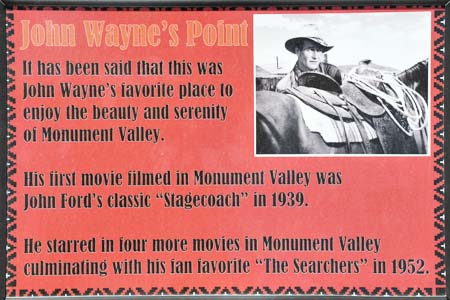 John Wayne's Point
It has been said that this was
John Wayne's favorite place to
enjoy the beauty and serenity
of Monument Valley.
His first movie filmed in Monument Valley was
John Ford's classic "Stagecoach" in 1939.
He starred in four more movies in Monument Valley
culminating with his fan favorite "The Searchers" in 1952.